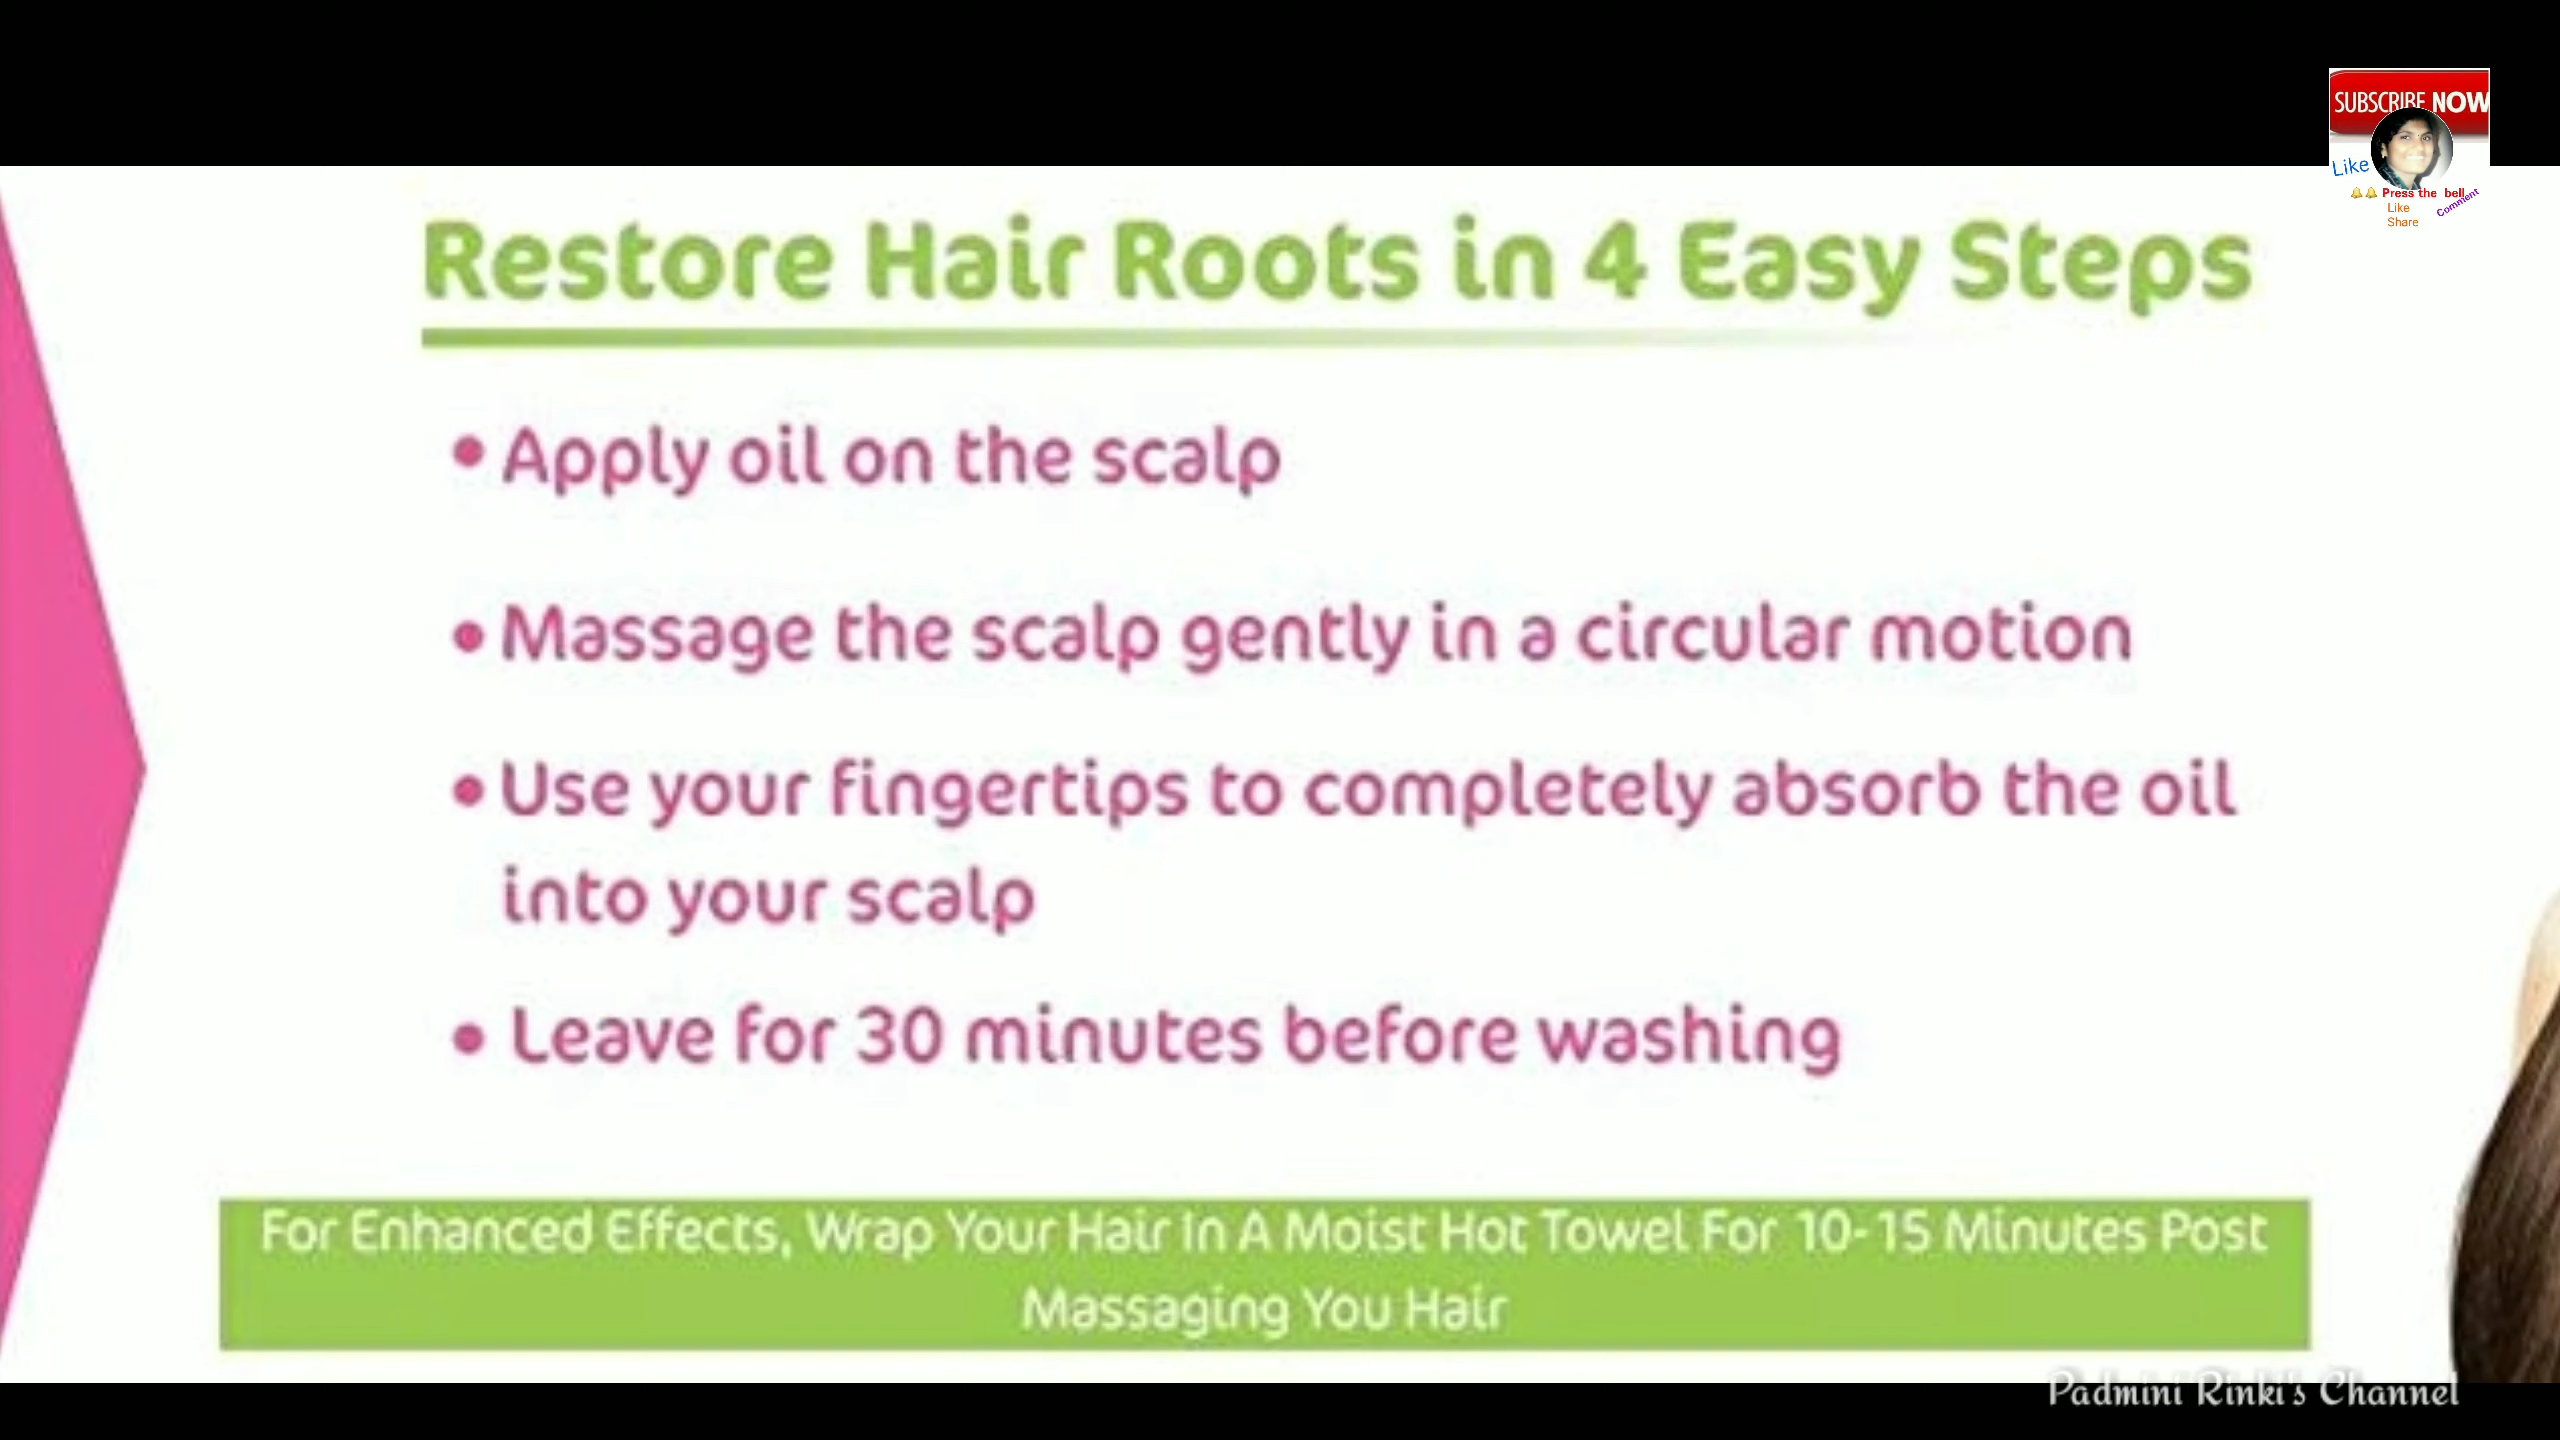 SUBSCRIBE NOW
Like
🔔🔔 Press the bell
Like
Comment
Share
Restore Hair Roots in 4 Easy Steps
• Apply oil on the scalp
• Massage the scalp gently in a circular motion
• Use your fingertips to completely absorb the oil
into your scalp
• Leave for 30 minutes before washing
For Enhanced Effects, Wrap Your Hair In A Moist Hot Towel For 10-15 Minutes Post
Massaging You Hair
Padmini Rinki's Channel